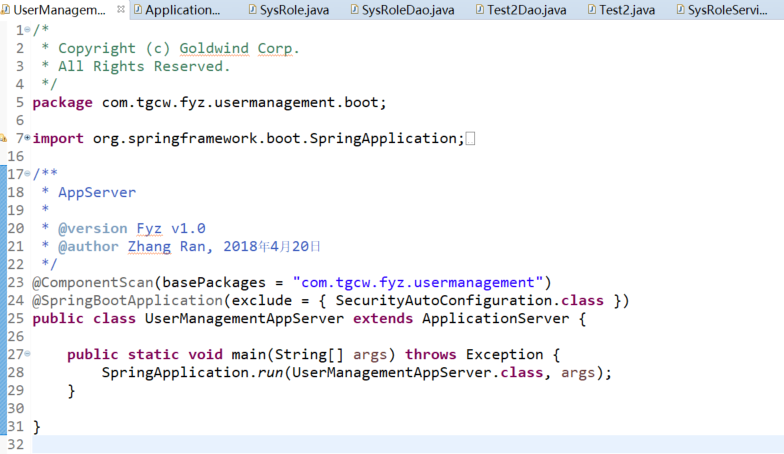 UserManagem... Application... SysRole.java SysRoleDao.java Test2Dao.java Test2.java SysRoleServi...
1 /*
2  * Copyright (c) Goldwind Corp.
3  * All Rights Reserved.
4  */
5 package com.tgcw.fyz.usermanagement.boot;
6
7 import org.springframework.boot.SpringApplication;
16
17 /**
18  * AppServer
19  *
20  * @version Fyz v1.0
21  * @author Zhang Ran, 2018年4月20日
22  */
23 @ComponentScan(basePackages = "com.tgcw.fyz.usermanagement")
24 @SpringBootApplication(exclude = { SecurityAutoConfiguration.class })
25 public class UserManagementAppServer extends ApplicationServer {
26
27     public static void main(String[] args) throws Exception {
28         SpringApplication.run(UserManagementAppServer.class, args);
29     }
30
31 }
32